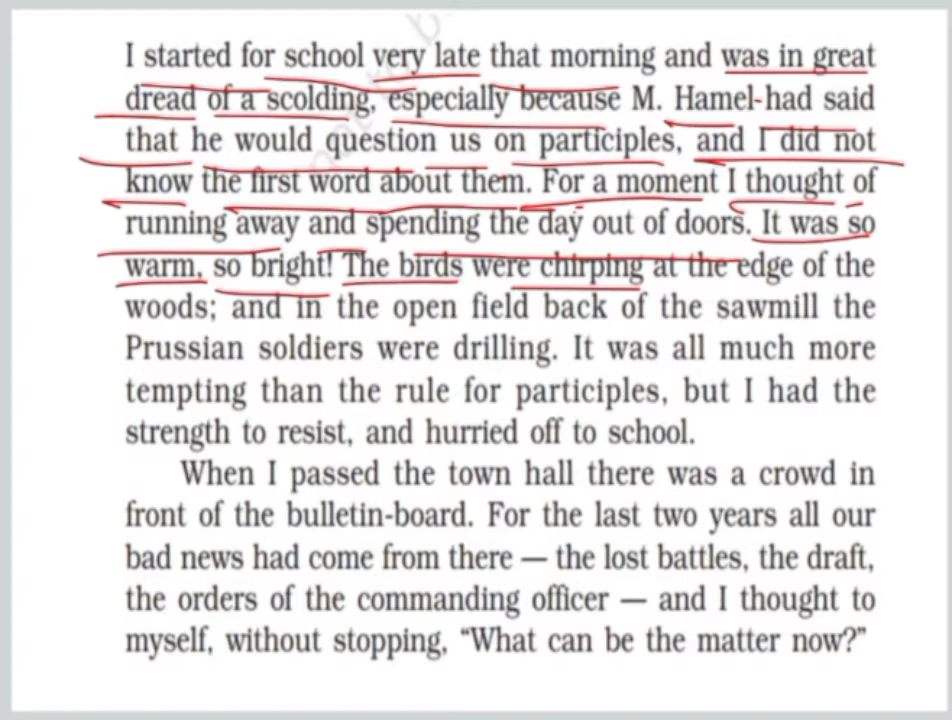 I started for school very late that morning and was in great
dread of a scolding, especially because M. Hamel had said
that he would question us on participles, and I did not
know the first word about them. For a moment I thought of
running away and spending the day out of doors. It was so
warm, so bright! The birds were chirping at the edge of the
woods; and in the open field back of the sawmill the
Prussian soldiers were drilling. It was all much more
tempting than the rule for participles, but I had the
strength to resist, and hurried off to school.
When I passed the town hall there was a crowd in
front of the bulletin-board. For the last two years all our
bad news had come from there — the lost battles, the draft,
the orders of the commanding officer — and I thought to
myself, without stopping, “What can be the matter now?”